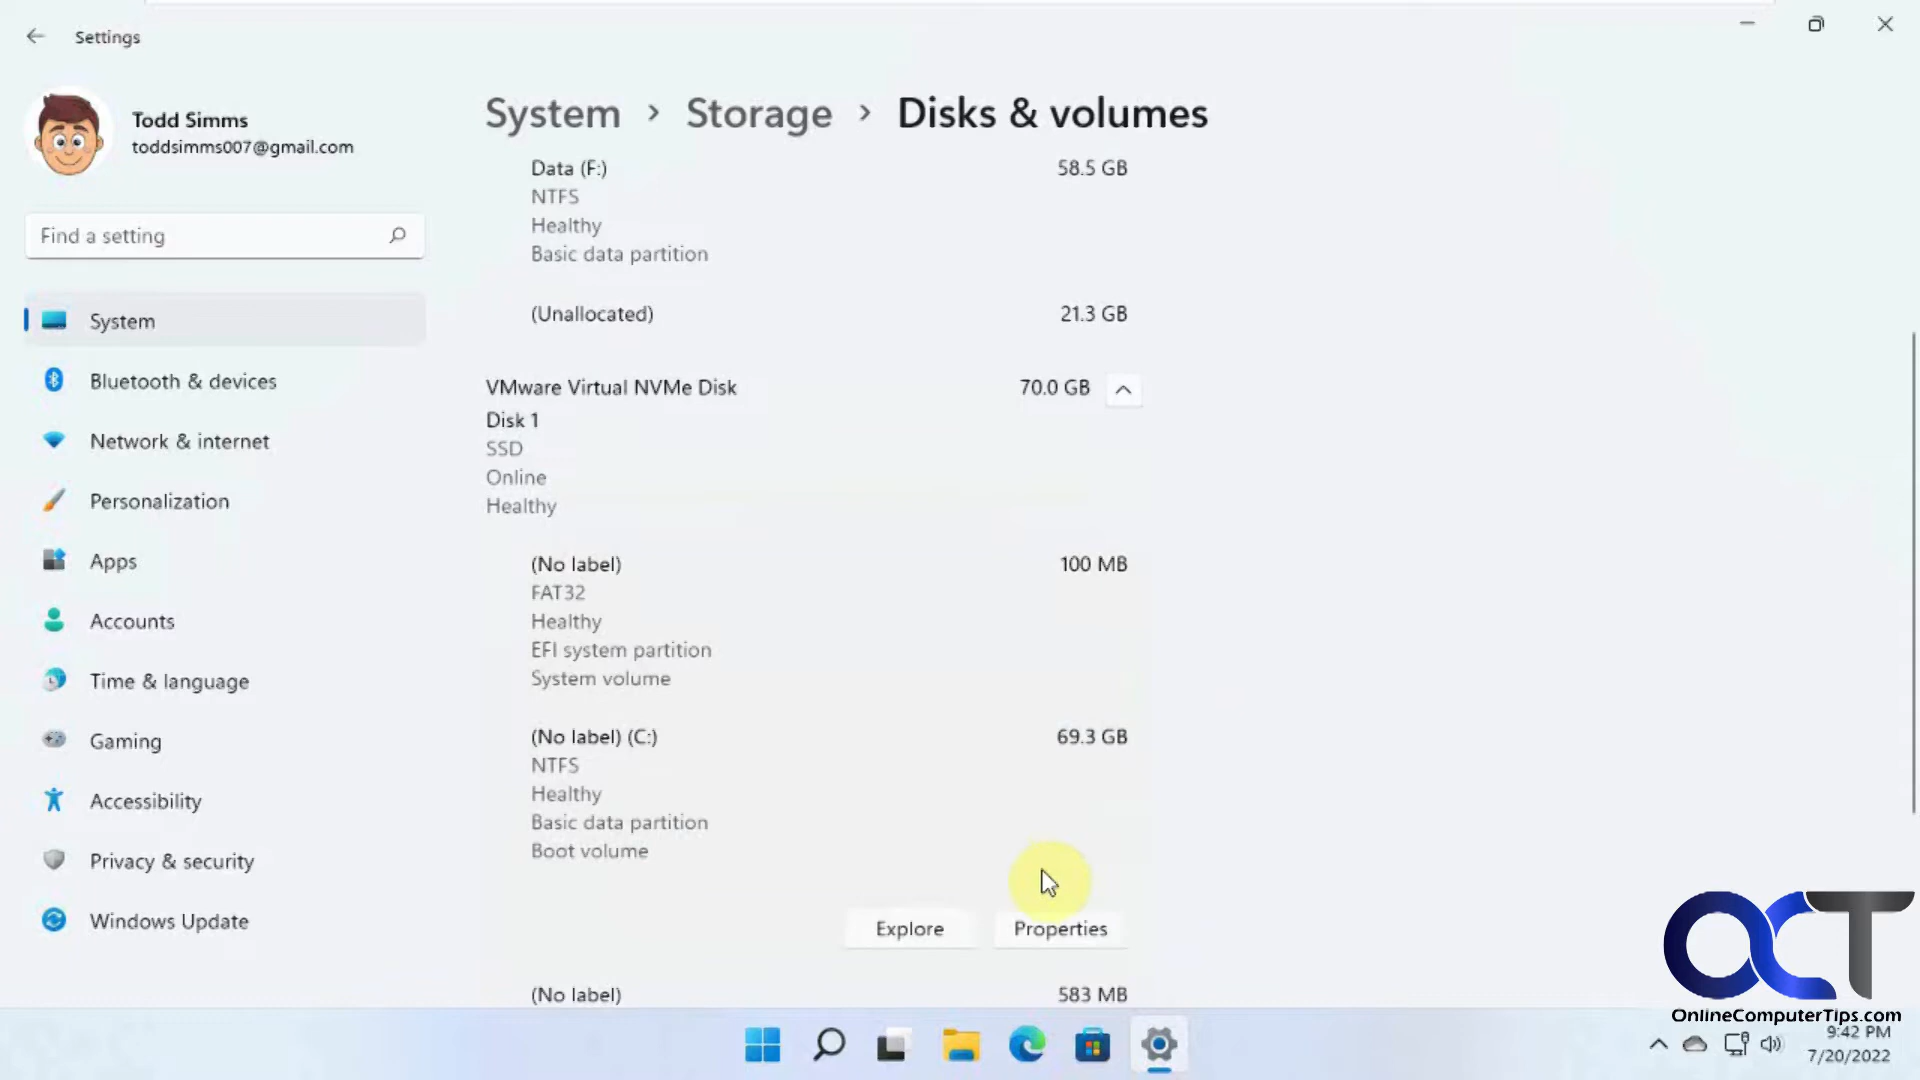 Settings
Todd Simms
toddsimms007@gmail.com
Find a setting
System
Bluetooth & devices
Network & internet
Personalization
Apps
Accounts
Time & language
Gaming
Accessibility
Privacy & security
Windows Update
System > Storage > Disks & volumes
Data (F:) 58.5 GB
NTFS
Healthy
Basic data partition
(Unallocated) 21.3 GB
VMware Virtual NVMe Disk 70.0 GB
Disk 1
SSD
Online
Healthy
(No label) 100 MB
FAT32
Healthy
EFI system partition
System volume
(No label) (C:) 69.3 GB
NTFS
Healthy
Basic data partition
Boot volume
Explore Properties
(No label) 583 MB
OCT
OnlineComputerTips.com
9:42 PM
7/20/2022